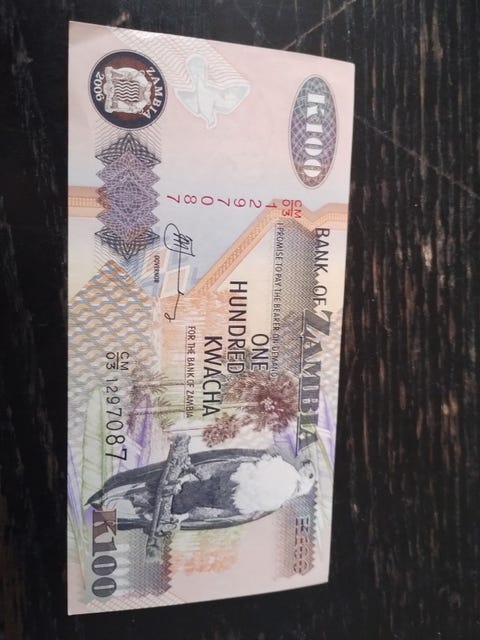 K100
BANK OF ZAMBIA
I PROMISE TO PAY THE BEARER ON DEMAND
ONE
HUNDRED
KWACHA
FOR THE BANK OF ZAMBIA
CM
03
1297087
GOVERNOR
CM
03 1297087
ZAMBIA
2006
K100